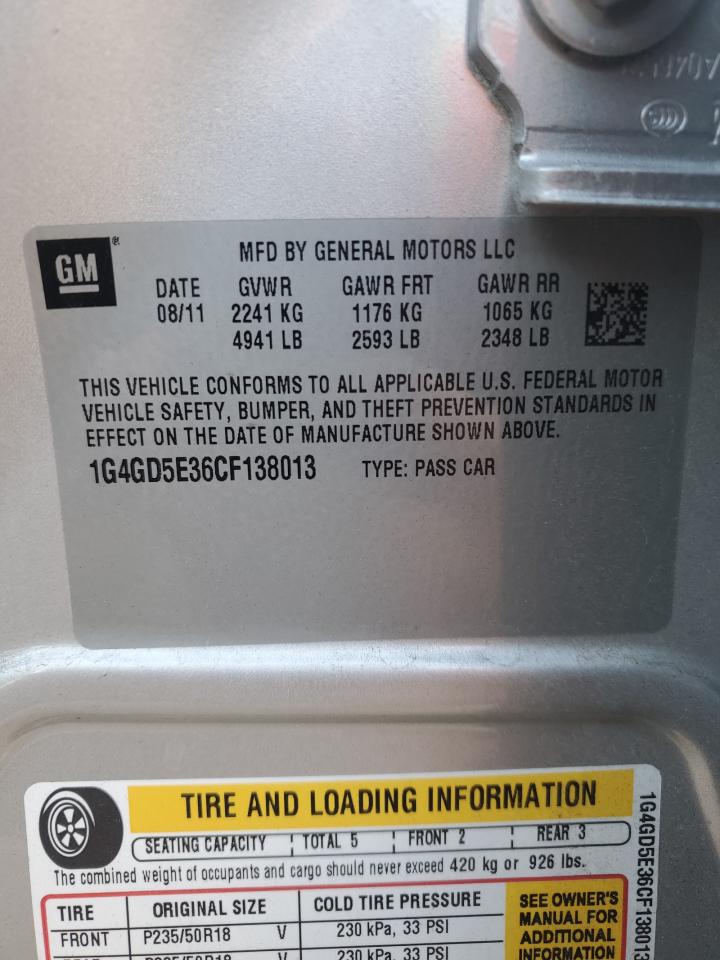 GM
MFD BY GENERAL MOTORS LLC
DATE GVWR GAWR FRT GAWR RR
08/11 2241 KG 1176 KG 1065 KG
4941 LB 2593 LB 2348 LB
THIS VEHICLE CONFORMS TO ALL APPLICABLE U.S. FEDERAL MOTOR
VEHICLE SAFETY, BUMPER, AND THEFT PREVENTION STANDARDS IN
EFFECT ON THE DATE OF MANUFACTURE SHOWN ABOVE.
1G4GD5E36CF138013 TYPE: PASS CAR
TIRE AND LOADING INFORMATION
SEATING CAPACITY TOTAL 5 FRONT 2 REAR 3
The combined weight of occupants and cargo should never exceed 420 kg or 926 lbs.
TIRE ORIGINAL SIZE COLD TIRE PRESSURE
FRONT P235/50R18 V 230 kPa, 33 PSI
P235/50R18 V 230 kPa, 33 PSI
SEE OWNER'S
MANUAL FOR
ADDITIONAL
INFORMATION
1G4GD5E36CF138013